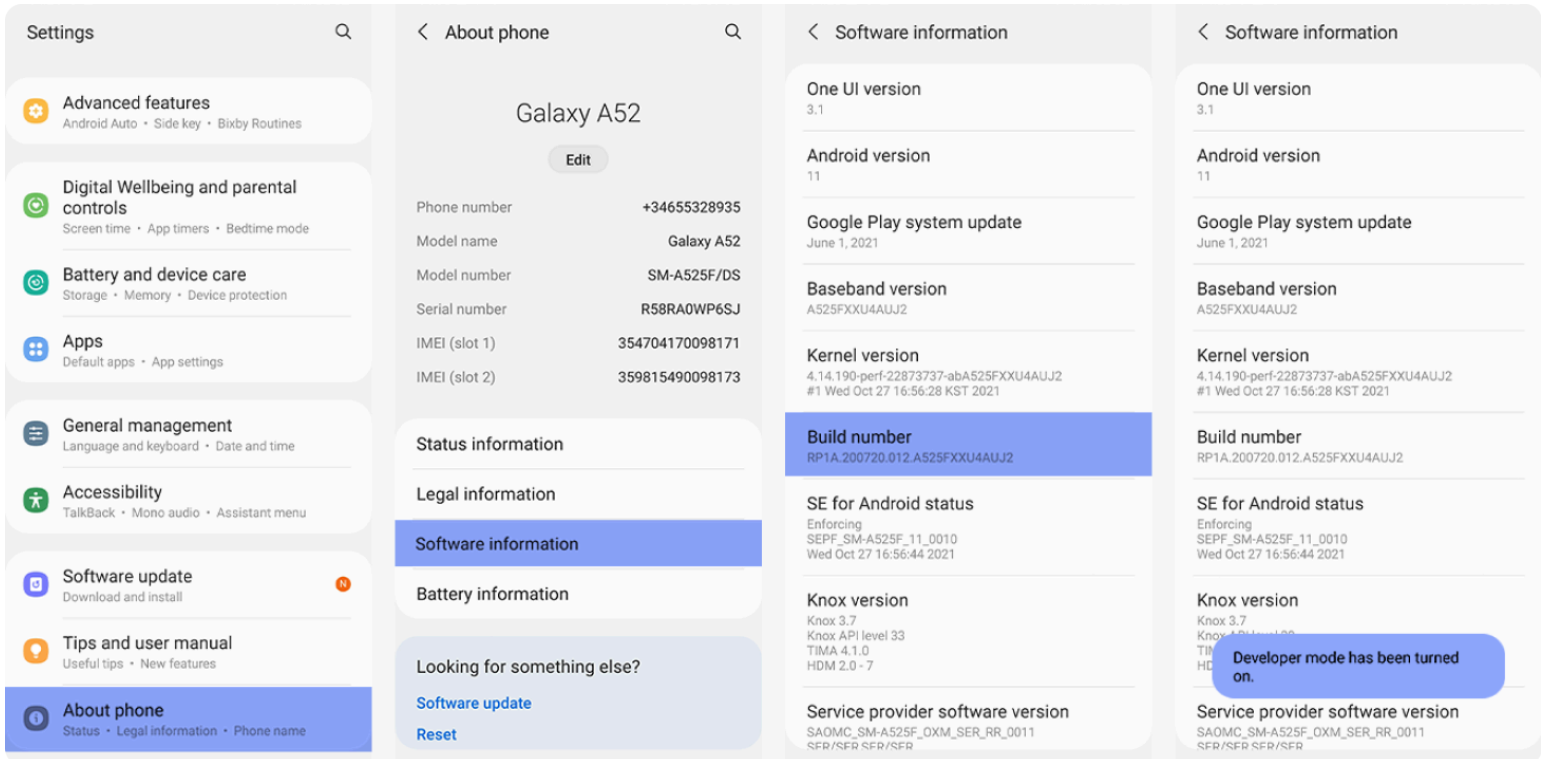 Settings
Advanced features
Android Auto • Side key • Bixby Routines
Digital Wellbeing and parental
controls
Screen time • App timers • Bedtime mode
Battery and device care
Storage • Memory • Device protection
Apps
Default apps • App settings
General management
Language and keyboard • Date and time
Accessibility
TalkBack • Mono audio • Assistant menu
Software update
N
Download and install
Tips and user manual
Useful tips • New features
About phone
Status • Legal information • Phone name
About phone
Galaxy A52
Edit
Phone number +34655328935
Model name Galaxy A52
Model number SM-A525F/DS
Serial number R58RA0WP6SJ
IMEI (slot 1) 354704170098171
IMEI (slot 2) 359815490098173
Status information
Legal information
Software information
Battery information
Looking for something else?
Software update
Reset
Software information
One UI version
3.1
Android version
11
Google Play system update
June 1, 2021
Baseband version
A525FXXU4AUJ2
Kernel version
4.14.190-perf-22873737-abA525FXXU4AUJ2
#1 Wed Oct 27 16:56:28 KST 2021
Build number
RP1A.200720.012.A525FXXU4AUJ2
SE for Android status
Enforcing
SEPF_SM-A525F_11_0010
Wed Oct 27 16:56:44 2021
Knox version
Knox 3.7
Knox API level 33
TIMA 4.1.0
HDM 2.0 - 7
Service provider software version
SAOMC_SM-A525F_OXM_SER_RR_0011
SER/SER,SER/SER
Software information
One UI version
3.1
Android version
11
Google Play system update
June 1, 2021
Baseband version
A525FXXU4AUJ2
Kernel version
4.14.190-perf-22873737-abA525FXXU4AUJ2
#1 Wed Oct 27 16:56:28 KST 2021
Build number
RP1A.200720.012.A525FXXU4AUJ2
SE for Android status
Enforcing
SEPF_SM-A525F_11_0010
Wed Oct 27 16:56:44 2021
Knox version
Knox 3.7
Knox
Developer mode has been turned
on.
Service provider software version
SAOMC_SM-A525F_OXM_SER_RR_0011
SER/SER,SER/SER